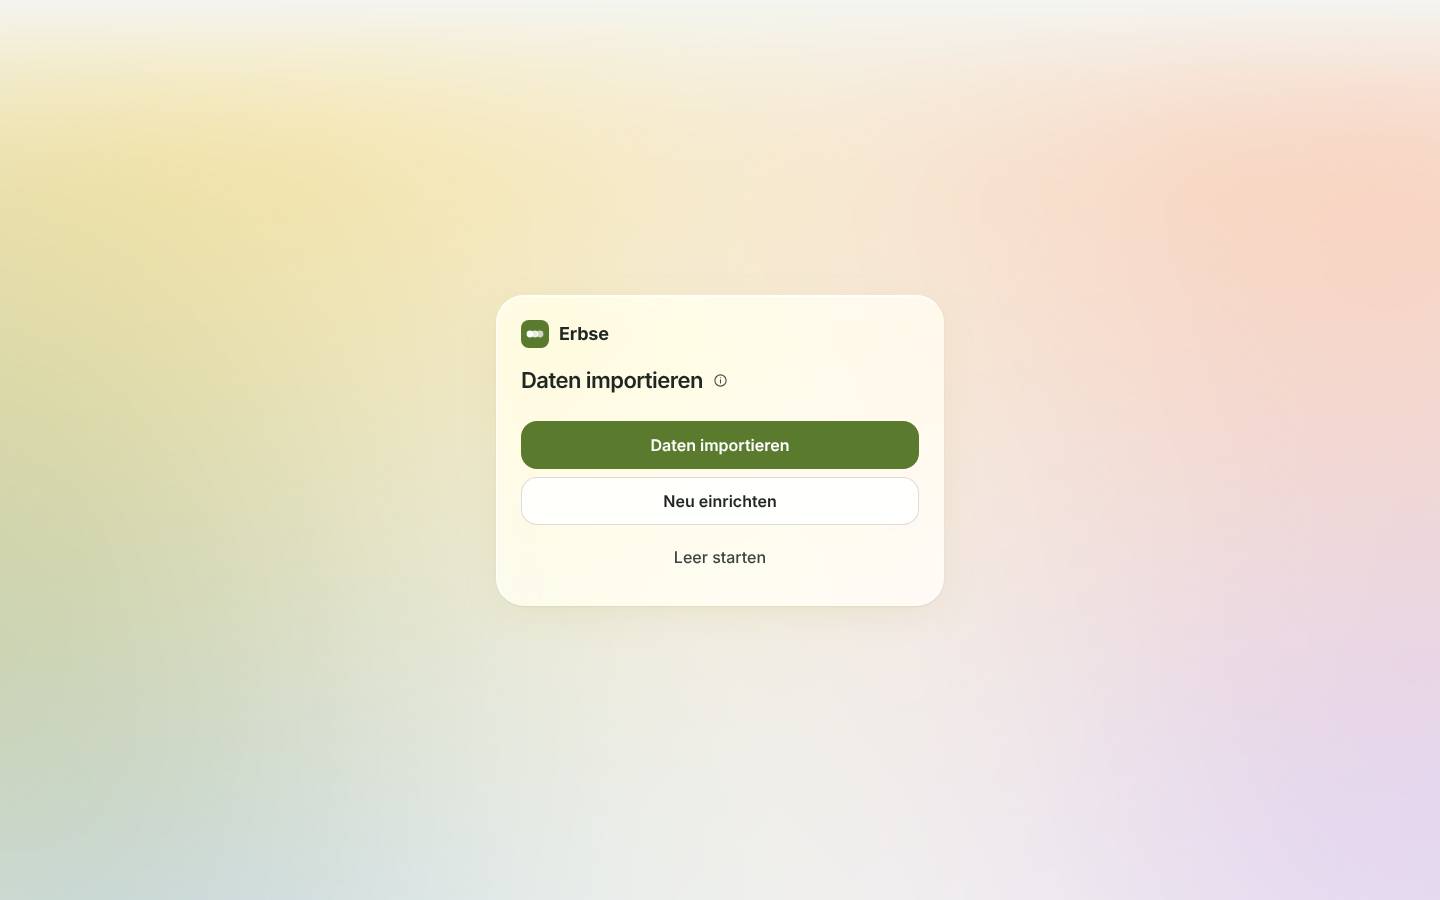 Erbse
Daten importieren
Daten importieren
Neu einrichten
Leer starten